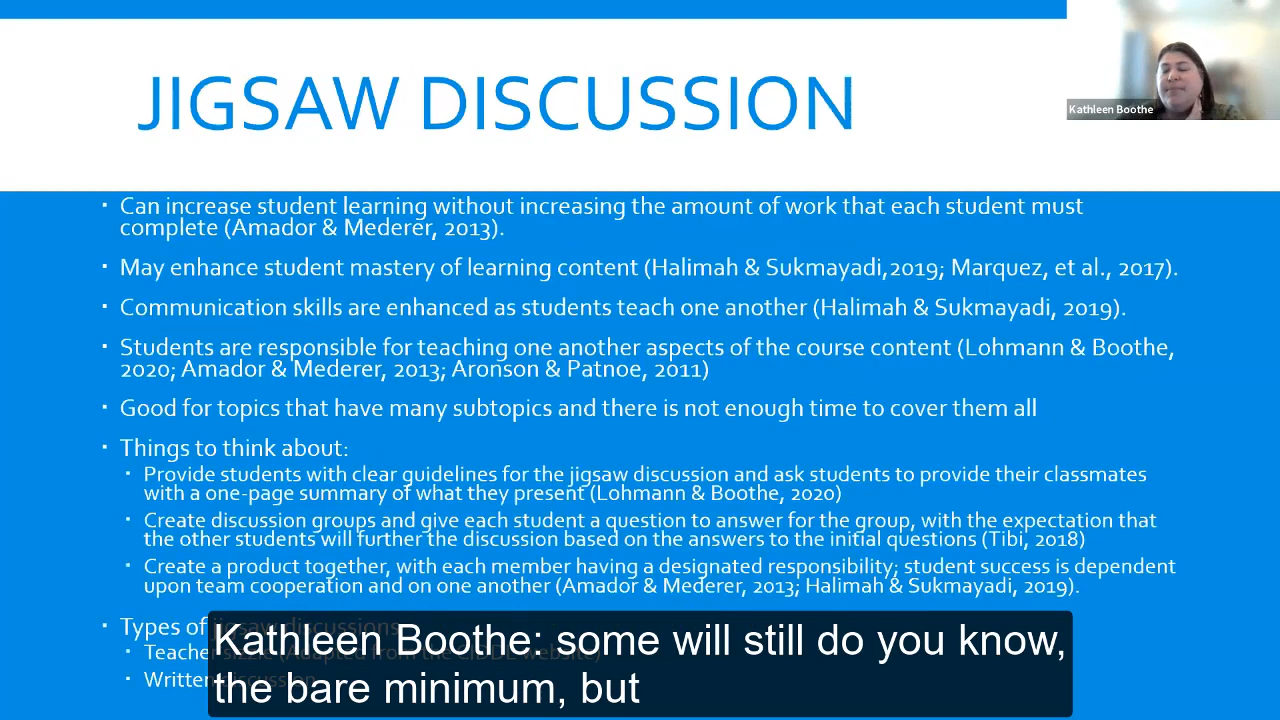 JIGSAW DISCUSSION
Kathleen Boothe
Can increase student learning without increasing the amount of work that each student must
complete (Amador & Mederer, 2013).
May enhance student mastery of learning content (Halimah & Sukmayadi,2019; Marquez, et al., 2017).
Communication skills are enhanced as students teach one another (Halimah & Sukmayadi, 2019).
Students are responsible for teaching one another aspects of the course content (Lohmann & Boothe,
2020; Amador & Mederer, 2013; Aronson & Patnoe, 2011)
Good for topics that have many subtopics and there is not enough time to cover them all
Things to think about:
Provide students with clear guidelines for the jigsaw discussion and ask students to provide their classmates
with a one-page summary of what they present (Lohmann & Boothe, 2020)
Create discussion groups and give each student a question to answer for the group, with the expectation that
the other students will further the discussion based on the answers to the initial questions (Tibi, 2018)
Create a product together, with each member having a designated responsibility; student success is dependent
upon team cooperation and on one another (Amador & Mederer, 2013; Halimah & Sukmayadi, 2019).
Types of jigsaw discussions
Teacher (Adapted from the website)
Written discussion
Kathleen Boothe: some will still do you know,
the bare minimum, but